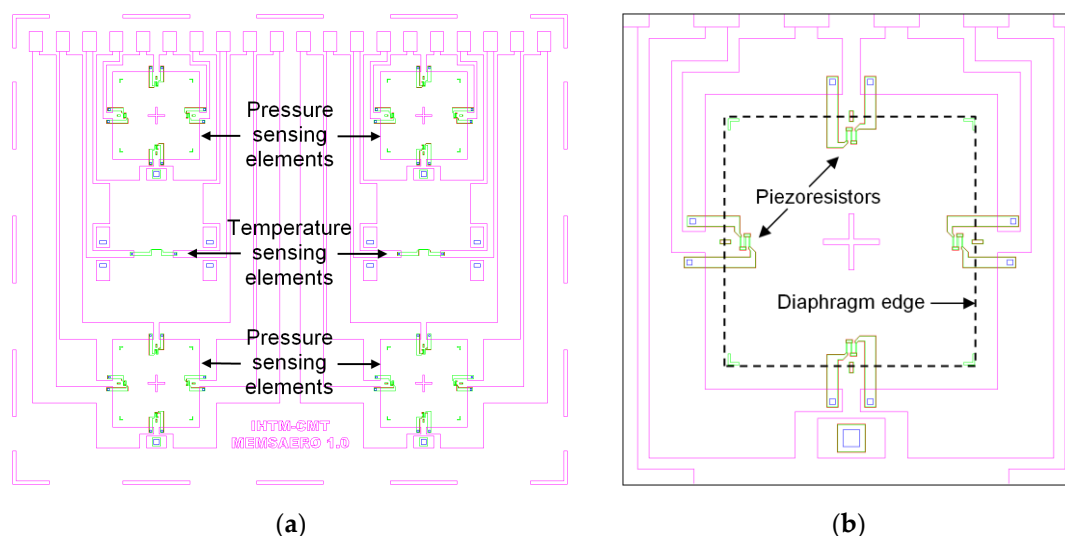 Pressure
sensing
elements
Temperature
sensing
elements
Pressure
sensing
elements
IHTM-CMT
MEMSAERO 1.0
(a)
Piezoresistors
Diaphragm edge
(b)